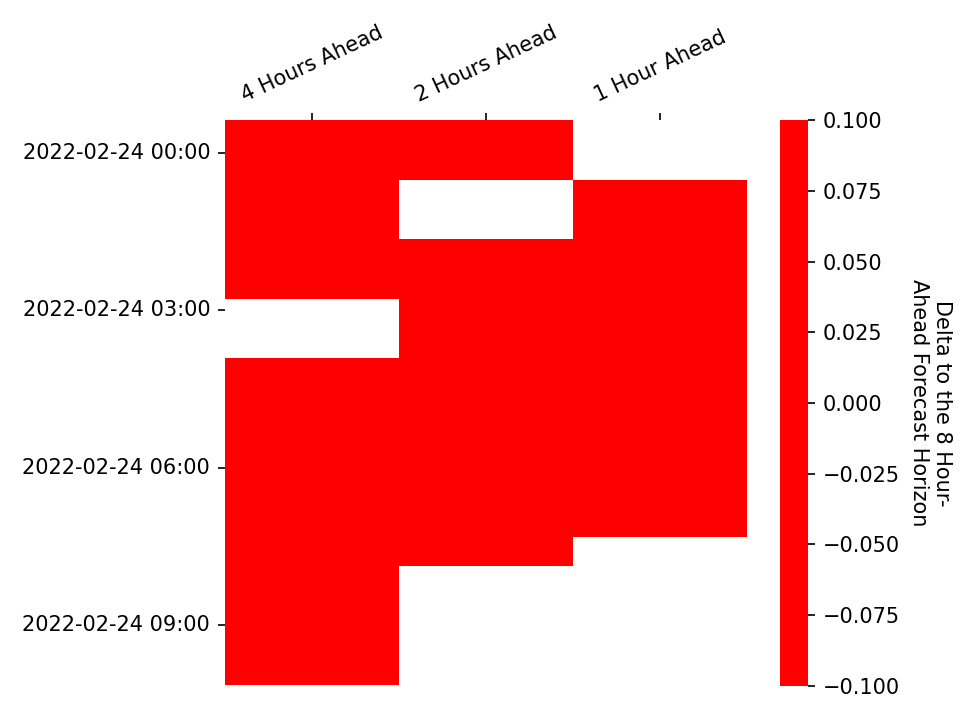 4 Hours Ahead
2 Hours Ahead
1 Hour Ahead
2022-02-24 00:00
2022-02-24 03:00
2022-02-24 06:00
2022-02-24 09:00
0.100
0.075
0.050
0.025
0.000
−0.025
−0.050
−0.075
−0.100
Delta to the 8 Hour-
Ahead Forecast Horizon